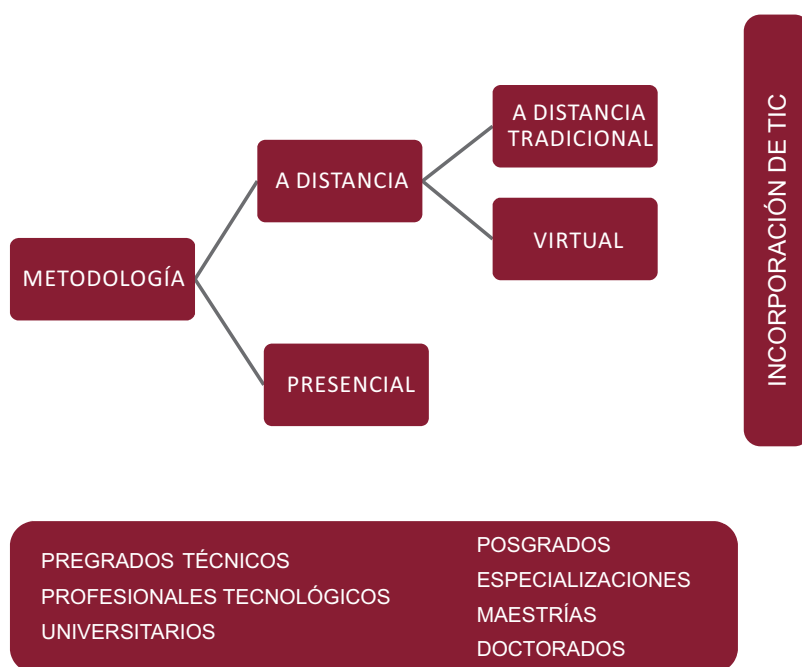 METODOLOGÍA
A DISTANCIA
PRESENCIAL
A DISTANCIA
TRADICIONAL
VIRTUAL
INCORPORACIÓN DE TIC
PREGRADOS TÉCNICOS
PROFESIONALES TECNOLÓGICOS
UNIVERSITARIOS
POSGRADOS
ESPECIALIZACIONES
MAESTRÍAS
DOCTORADOS